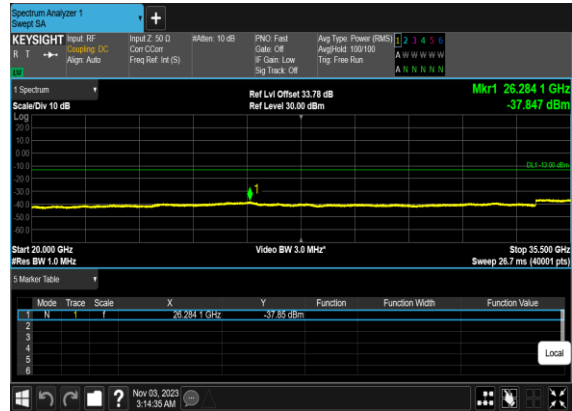 Spectrum Analyzer 1
Swept SA
+
KEYSIGHT
R T
LW
Input: RF
Coupling: DC
Align: Auto
Input Z: 50 Ω
Corr CCorr
Freq Ref: Int (S)
#Atten: 10 dB
PNO: Fast
Gate: Off
IF Gain: Low
Sig Track: Off
Avg Type: Power (RMS)
Avg|Hold: 100/100
Trig: Free Run
1 2 3 4 5 6
A W W W W W
A N N N N N
1 Spectrum
Scale/Div 10 dB
Ref Lvl Offset 33.78 dB
Ref Level 30.00 dBm
Mkr1 26.284 1 GHz
-37.847 dBm
Log
20.0
10.0
0.00
-10.0
DL1 -13.00 dBm
-20.0
-30.0
1
-40.0
-50.0
-60.0
Start 20.000 GHz
#Res BW 1.0 MHz
Video BW 3.0 MHz*
Stop 35.500 GHz
Sweep 26.7 ms (40001 pts)
5 Marker Table
Mode Trace Scale X Y Function Function Width Function Value
1 N 1 f 26.284 1 GHz -37.85 dBm
2
3
4
5
6
Local
?
Nov 03, 2023
3:14:35 AM